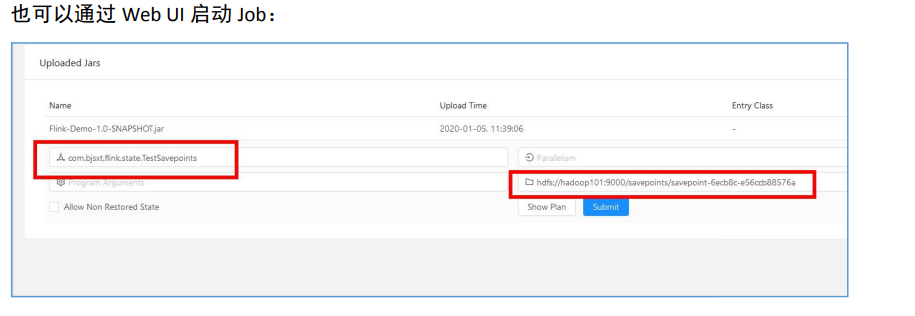 也可以通过 Web UI 启动 Job：
Uploaded Jars
Name Upload Time Entry Class
Flink-Demo-1.0-SNAPSHOT.jar 2020-01-05, 11:39:06 -
com.bjsxt.flink.state.TestSavepoints Parallelism
Program Arguments hdfs://hadoop101:9000/savepoints/savepoint-6ecb8c-e56ccb88576a
Allow Non Restored State Show Plan Submit